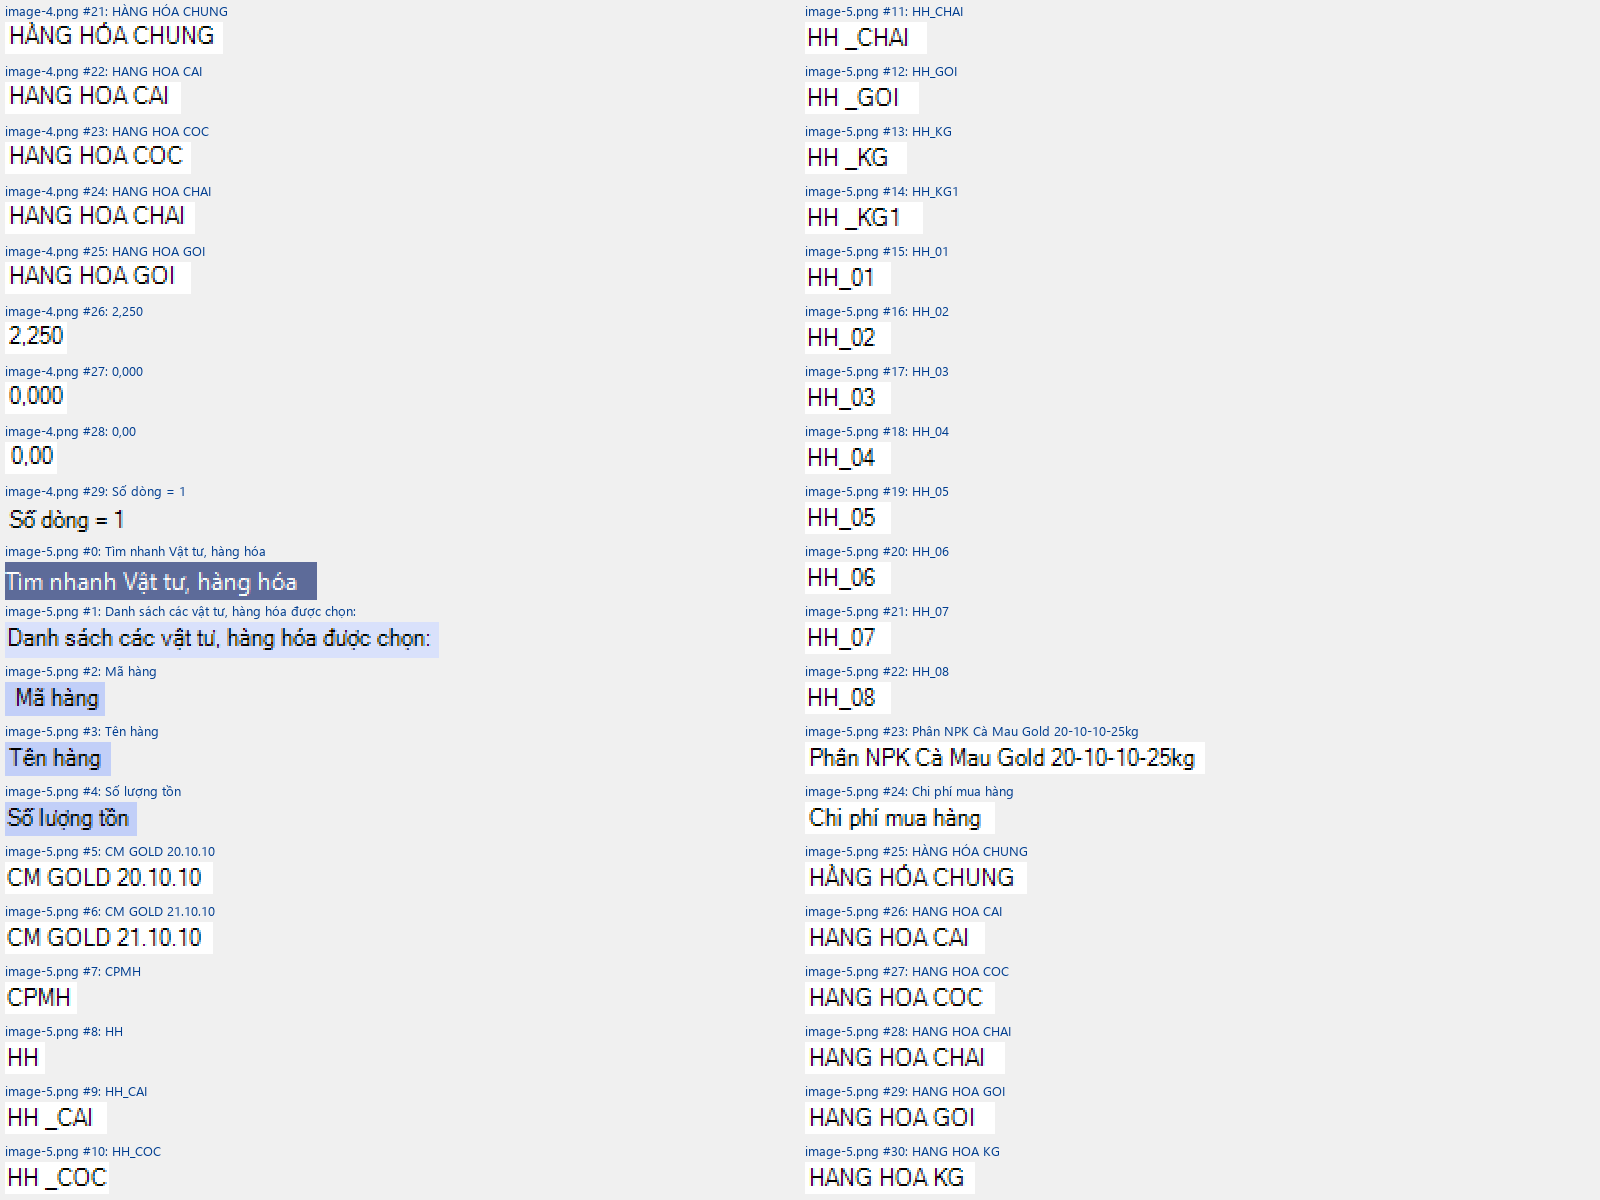 image-4.png #21: HÀNG HÓA CHUNG
HÀNG HÓA CHUNG
image-4.png #22: HANG HOA CAI
HANG HOA CAI
image-4.png #23: HANG HOA COC
HANG HOA COC
image-4.png #24: HANG HOA CHAI
HANG HOA CHAI
image-4.png #25: HANG HOA GOI
HANG HOA GOI
image-4.png #26: 2,250
2,250
image-4.png #27: 0,000
0,000
image-4.png #28: 0,00
0,00
image-4.png #29: Số dòng = 1
Số dòng = 1
image-5.png #0: Tìm nhanh Vật tư, hàng hóa
Tìm nhanh Vật tư, hàng hóa
image-5.png #1: Danh sách các vật tư, hàng hóa được chọn:
Danh sách các vật tư, hàng hóa được chọn:
image-5.png #2: Mã hàng
Mã hàng
image-5.png #3: Tên hàng
Tên hàng
image-5.png #4: Số lượng tồn
Số lượng tồn
image-5.png #5: CM GOLD 20.10.10
CM GOLD 20.10.10
image-5.png #6: CM GOLD 21.10.10
CM GOLD 21.10.10
image-5.png #7: CPMH
CPMH
image-5.png #8: HH
HH
image-5.png #9: HH_CAI
HH _CAI
image-5.png #10: HH_COC
HH _COC
image-5.png #11: HH_CHAI
HH _CHAI
image-5.png #12: HH_GOI
HH _GOI
image-5.png #13: HH_KG
HH _KG
image-5.png #14: HH_KG1
HH _KG1
image-5.png #15: HH_01
HH_01
image-5.png #16: HH_02
HH_02
image-5.png #17: HH_03
HH_03
image-5.png #18: HH_04
HH_04
image-5.png #19: HH_05
HH_05
image-5.png #20: HH_06
HH_06
image-5.png #21: HH_07
HH_07
image-5.png #22: HH_08
HH_08
image-5.png #23: Phân NPK Cà Mau Gold 20-10-10-25kg
Phân NPK Cà Mau Gold 20-10-10-25kg
image-5.png #24: Chi phí mua hàng
Chi phí mua hàng
image-5.png #25: HÀNG HÓA CHUNG
HÀNG HÓA CHUNG
image-5.png #26: HANG HOA CAI
HANG HOA CAI
image-5.png #27: HANG HOA COC
HANG HOA COC
image-5.png #28: HANG HOA CHAI
HANG HOA CHAI
image-5.png #29: HANG HOA GOI
HANG HOA GOI
image-5.png #30: HANG HOA KG
HANG HOA KG